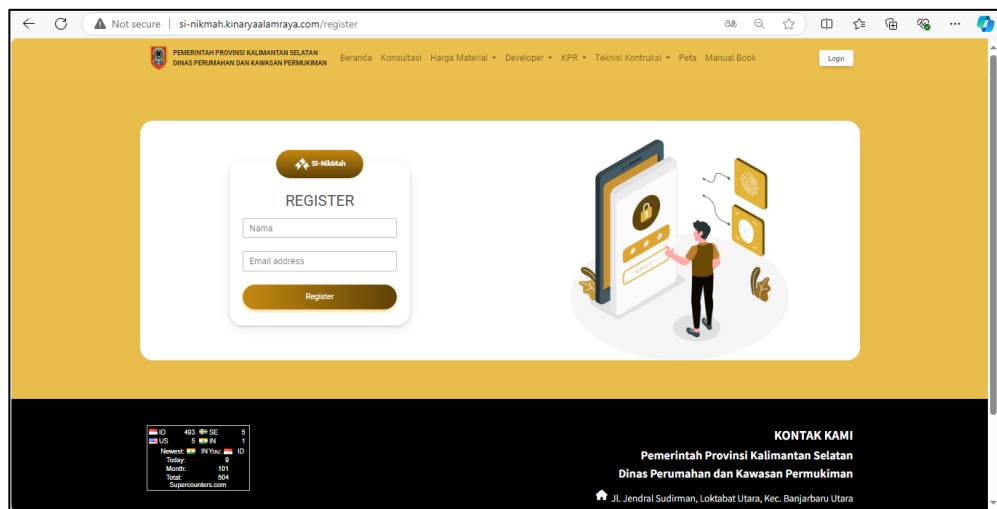 Not secure si-nikmah.kinaryaalamraya.com/register
PEMERINTAH PROVINSI KALIMANTAN SELATAN
DINAS PERUMAHAN DAN KAWASAN PERMUKIMAN
Beranda Konsultasi Harga Material Developer KPR Teknisi Kontruksi Peta Manual Book Login
SI-NikMah
REGISTER
Nama
Email address
Register
ID 493 SE 5
US 5 IN 1
Newest: IN You: ID
Today: 9
Month: 101
Total: 504
Supercounters.com
KONTAK KAMI
Pemerintah Provinsi Kalimantan Selatan
Dinas Perumahan dan Kawasan Permukiman
Jl. Jendral Sudirman, Loktabat Utara, Kec. Banjarbaru Utara